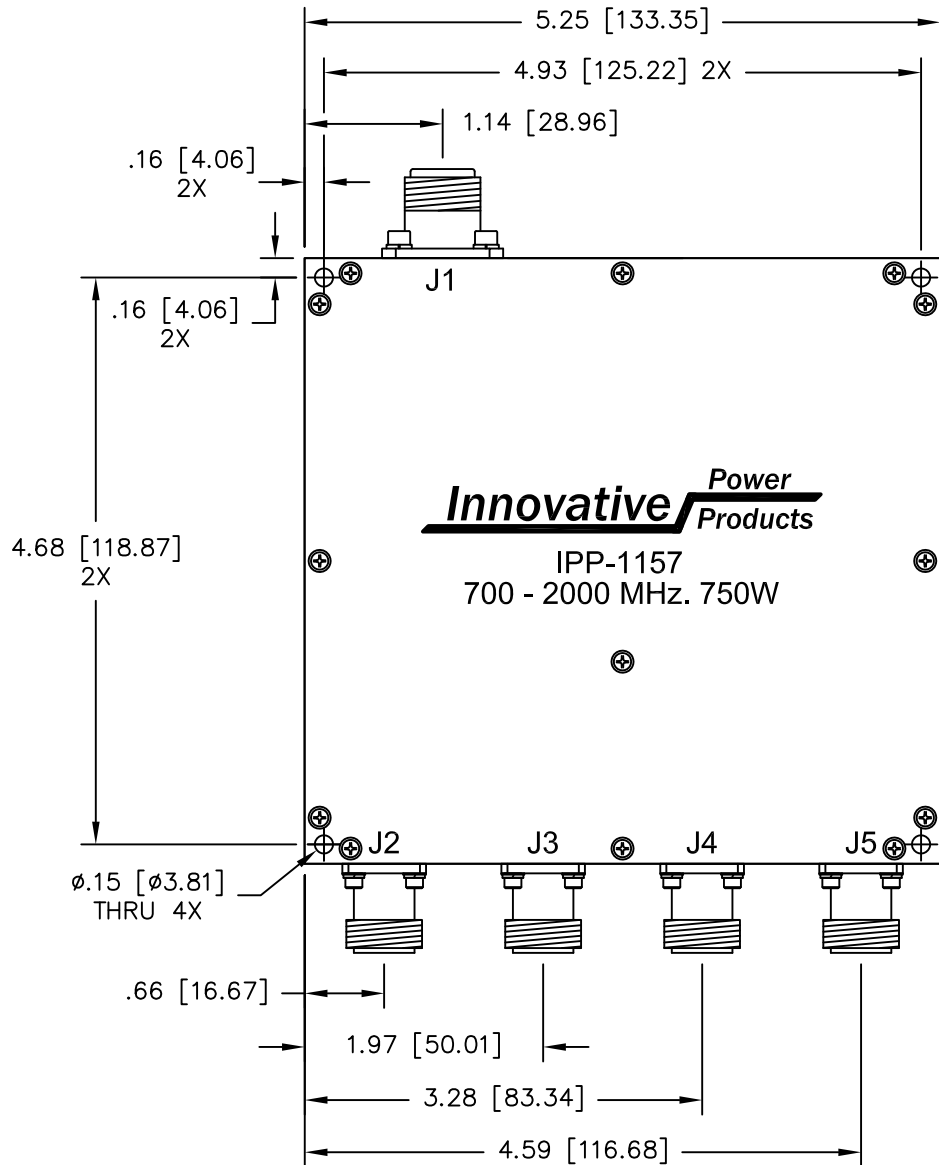 5.25 [133.35]
4.93 [125.22] 2X
1.14 [28.96]
.16 [4.06]
2X
J1
.16 [4.06]
2X
Innovative Power
Products
4.68 [118.87]
2X
IPP-1157
700 - 2000 MHz. 750W
J2 J3 J4 J5
ø.15 [ø3.81]
THRU 4X
.66 [16.67]
1.97 [50.01]
3.28 [83.34]
4.59 [116.68]